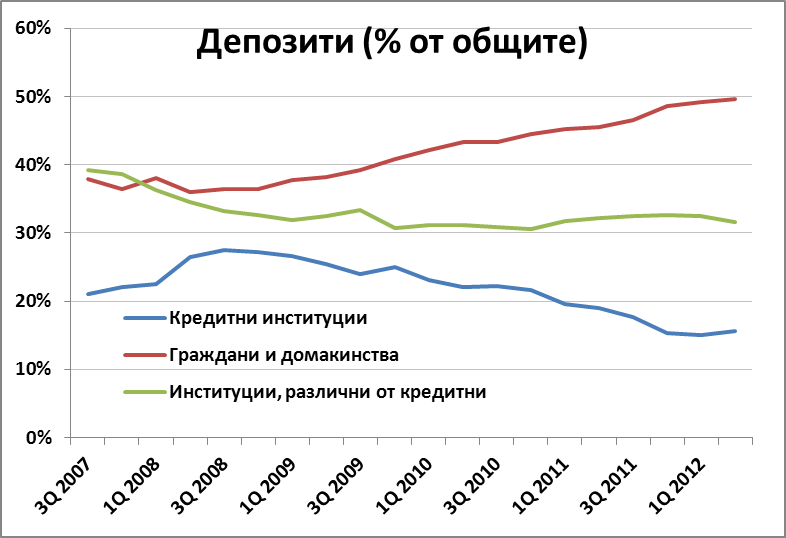 Депозити (% от общите)
60%
50%
40%
30%
20%
10%
0%
Кредитни институции
Граждани и домакинства
Институции, различни от кредитни
3Q 2007
1Q 2008
3Q 2008
1Q 2009
3Q 2009
1Q 2010
3Q 2010
1Q 2011
3Q 2011
1Q 2012